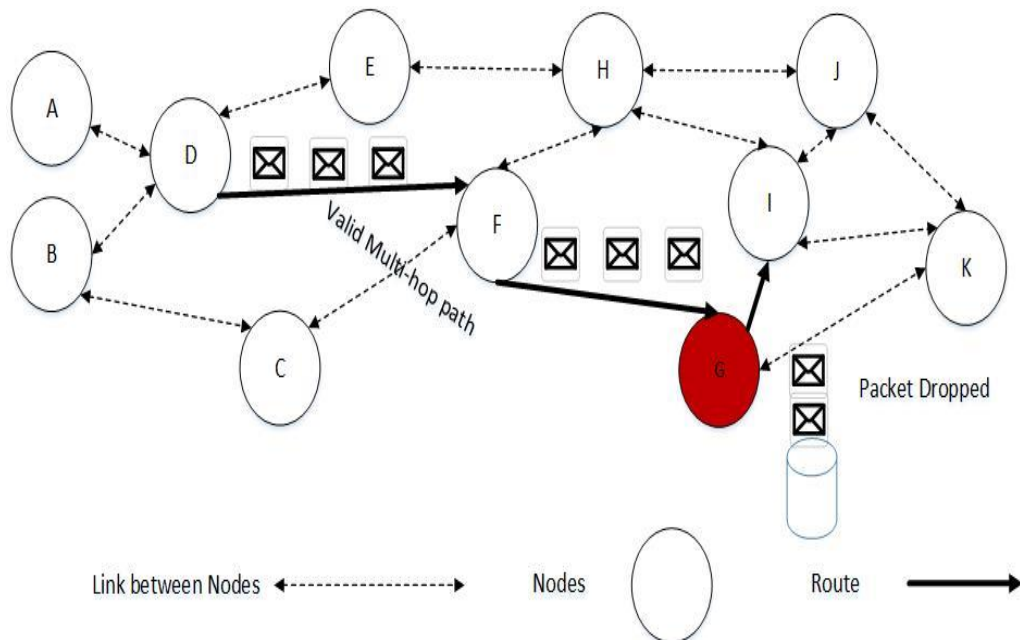 E
H
J
A
D
I
B
F
K
Valid Multi-hop path
C
G
Packet Dropped
Link between Nodes
Nodes
Route